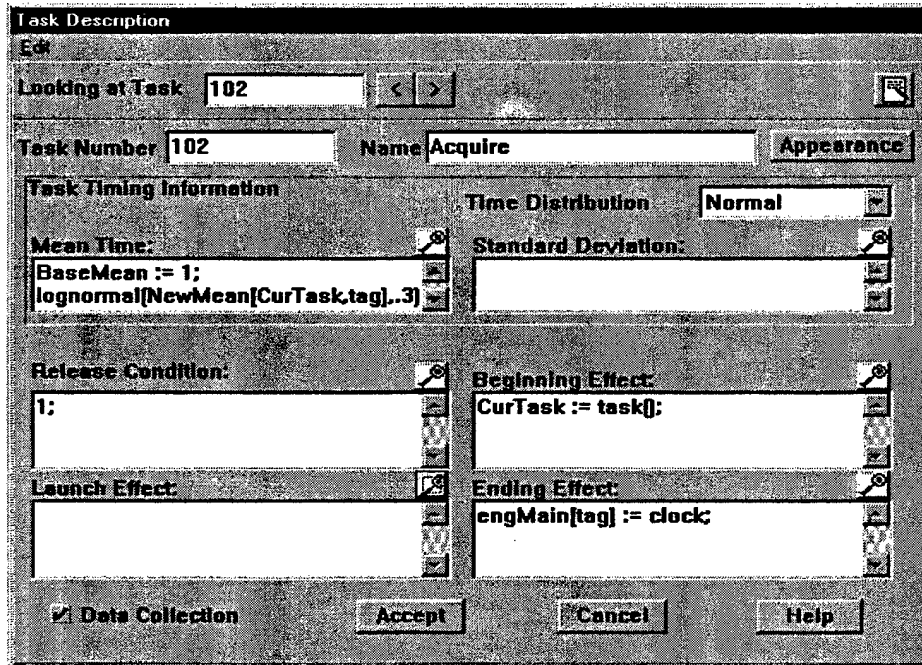 Task Description
Edit
Looking at Task 102 < >
Task Number 102 Name Acquire Appearance
Task Timing Information
Time Distribution Normal
Mean Time: Standard Deviation:
BaseMean := 1;
lognormal[NewMean[CurTask,tag],.3]
Release Condition: Beginning Effect:
1; CurTask := task[];
Launch Effect: Ending Effect:
engMain[tag] := clock;
Data Collection Accept Cancel Help